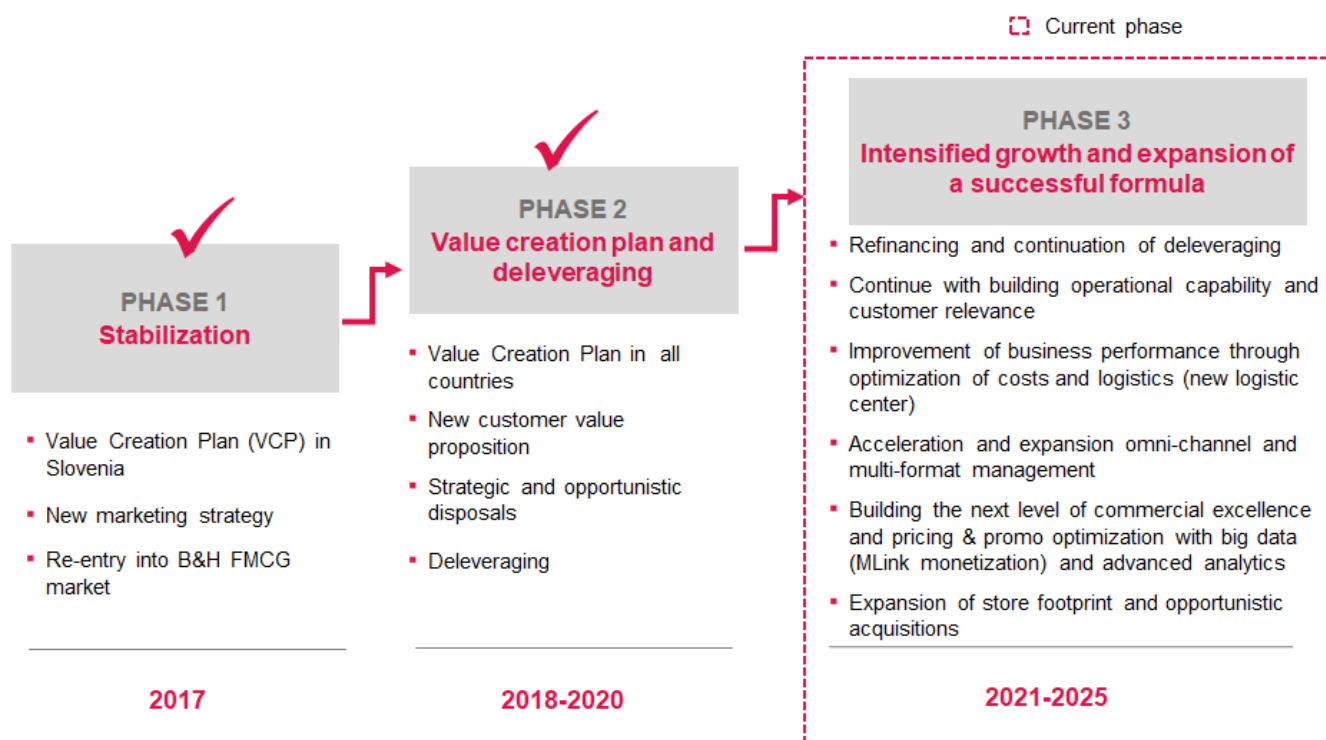 Current phase
PHASE 1
Stabilization
Value Creation Plan (VCP) in
Slovenia
New marketing strategy
Re-entry into B&H FMCG
market
2017
PHASE 2
Value creation plan and
deleveraging
Value Creation Plan in all
countries
New customer value
proposition
Strategic and opportunistic
disposals
Deleveraging
2018-2020
PHASE 3
Intensified growth and expansion of
a successful formula
Refinancing and continuation of deleveraging
Continue with building operational capability and
customer relevance
Improvement of business performance through
optimization of costs and logistics (new logistic
center)
Acceleration and expansion omni-channel and
multi-format management
Building the next level of commercial excellence
and pricing & promo optimization with big data
(MLink monetization) and advanced analytics
Expansion of store footprint and opportunistic
acquisitions
2021-2025